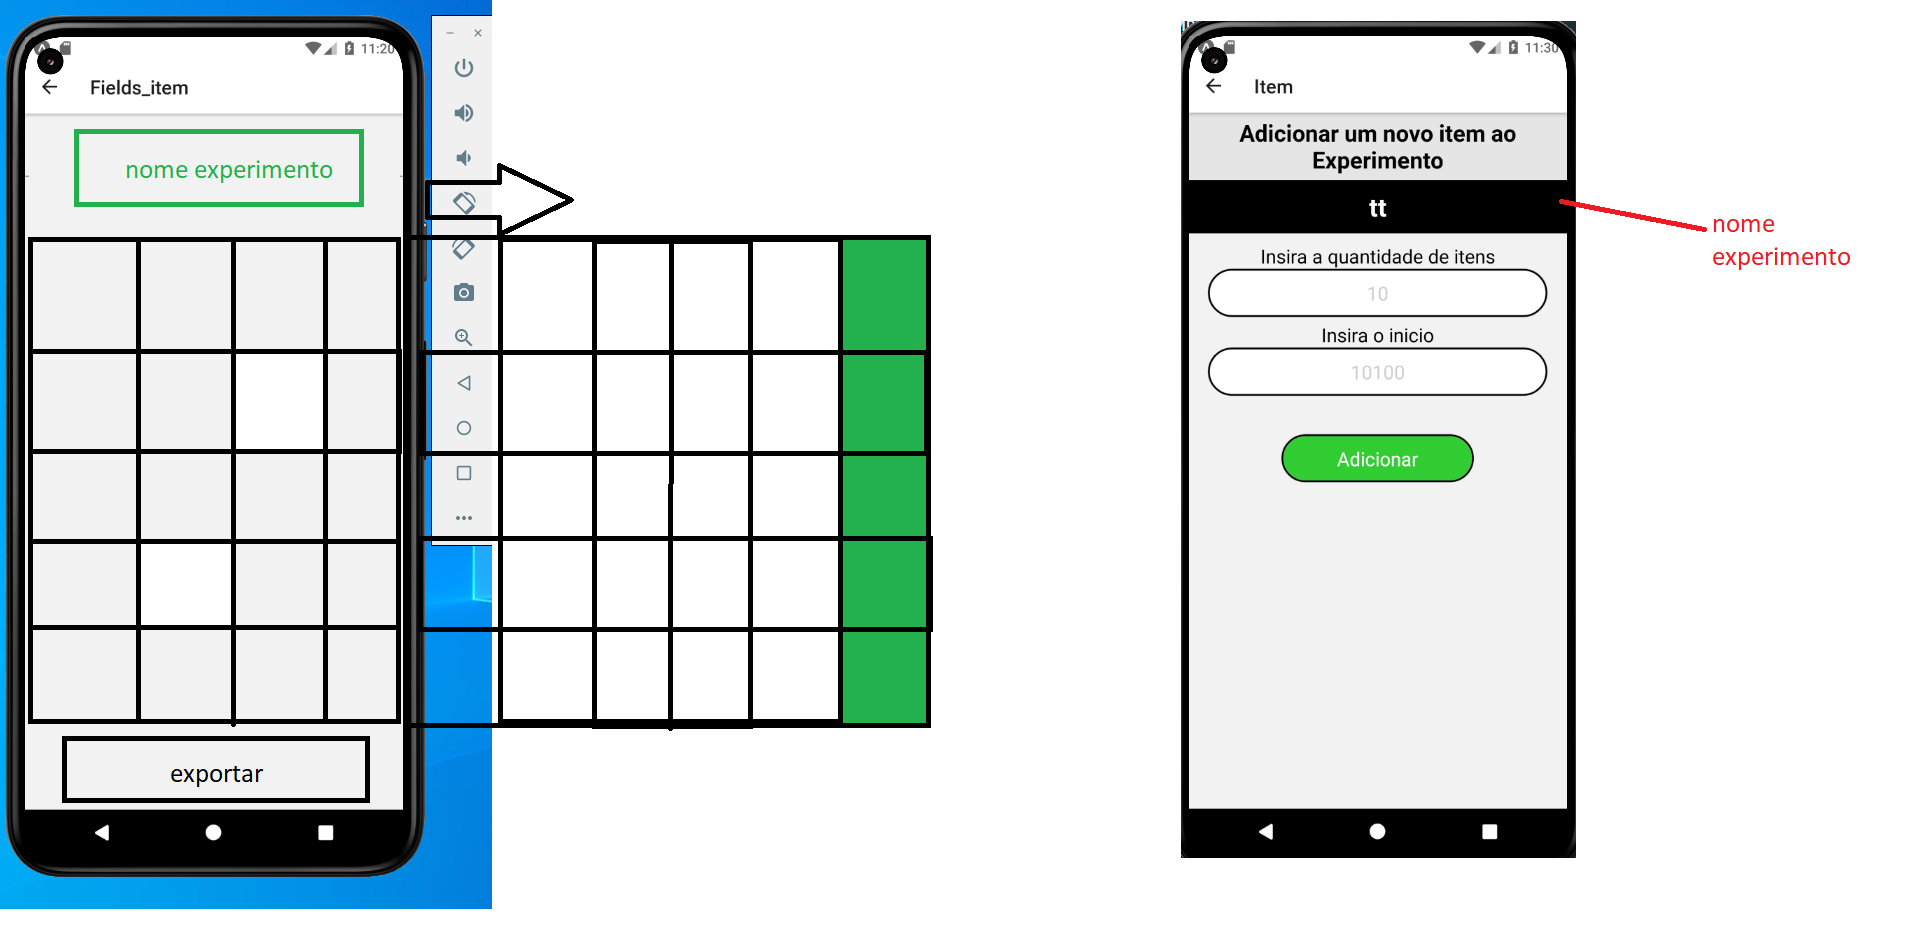 11:20
Fields_item
nome experimento
exportar
11:30
Item
Adicionar um novo item ao
Experimento
tt
nome
experimento
Insira a quantidade de itens
10
Insira o inicio
10100
Adicionar